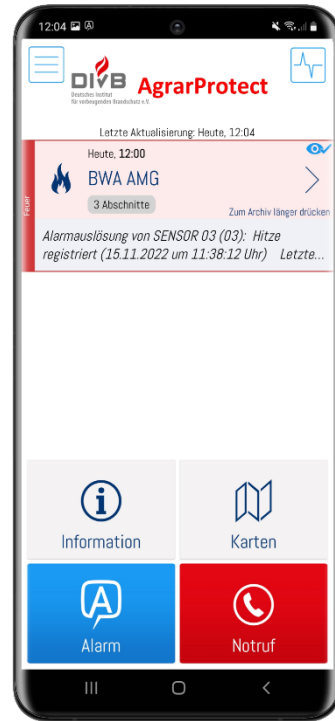 12:04
DIVB
Deutsches Institut
für vorbeugenden Brandschutz e.V.
AgrarProtect
Letzte Aktualisierung: Heute, 12:04
Feuer
Heute, 12:00
BWA AMG
3 Abschnitte
Zum Archiv länger drücken
Alarmauslösung von SENSOR 03 (03): Hitze
registriert (15.11.2022 um 11:38:12 Uhr) Letzte...
Information
Karten
A
Alarm
Notruf